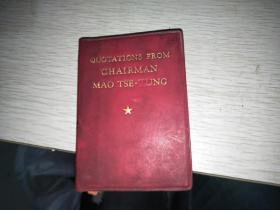 QUOTATIONS FROM
CHAIRMAN
MAO TSE-TUNG